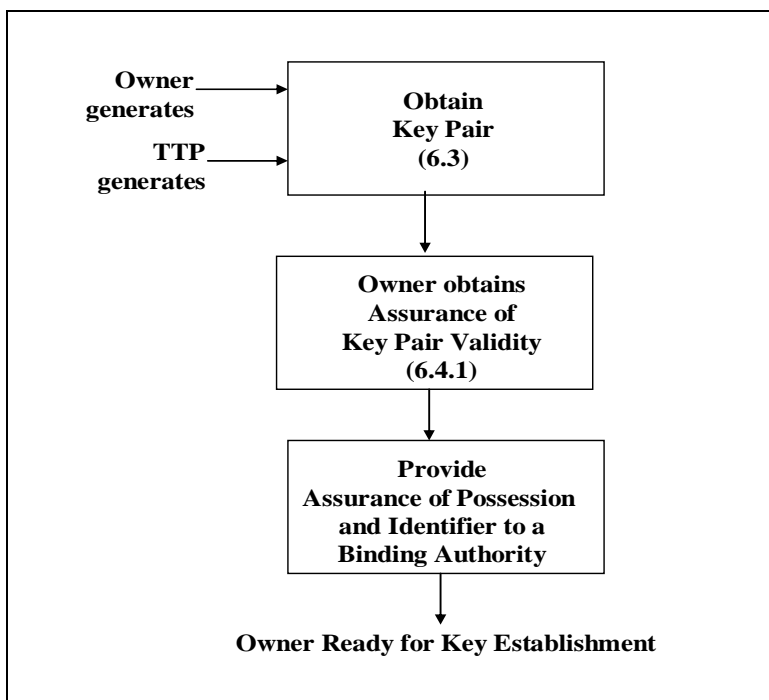 Owner
generates
TTP
generates
Obtain
Key Pair
(6.3)
Owner obtains
Assurance of
Key Pair Validity
(6.4.1)
Provide
Assurance of Possession
and Identifier to a
Binding Authority
Owner Ready for Key Establishment